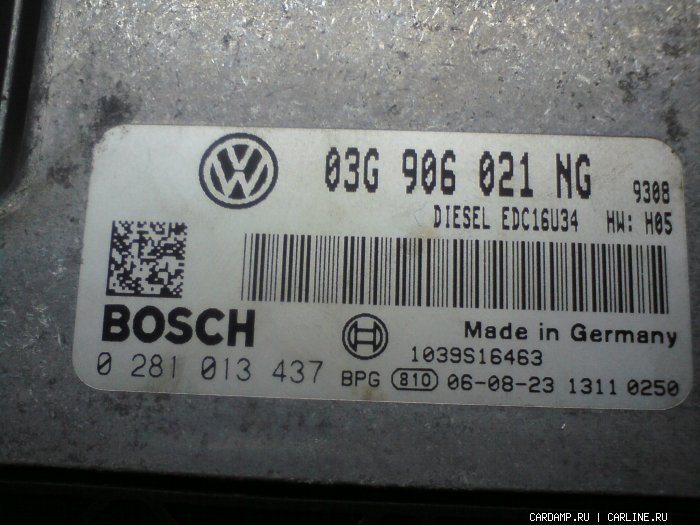 03G 906 021 NG 9308
DIESEL EDC16U34 HW: H05
BOSCH
Made in Germany
1039S16463
0 281 013 437 BPG 810 06-08-23 1311 0250
CARDAMP.RU | CARLINE.RU